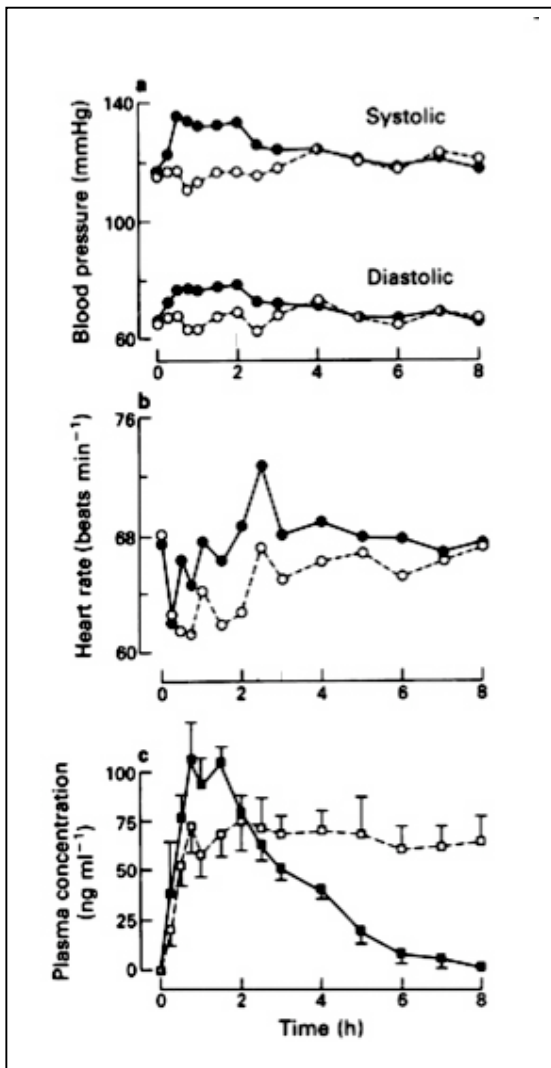 a
140
100
60
Blood pressure (mmHg)
Systolic
Diastolic
0 2 4 6 8
b
76
68
60
Heart rate (beats min⁻¹)
0 2 4 6 8
c
100
75
50
25
0
Plasma concentration
(ng ml⁻¹)
0 2 4 6 8
Time (h)